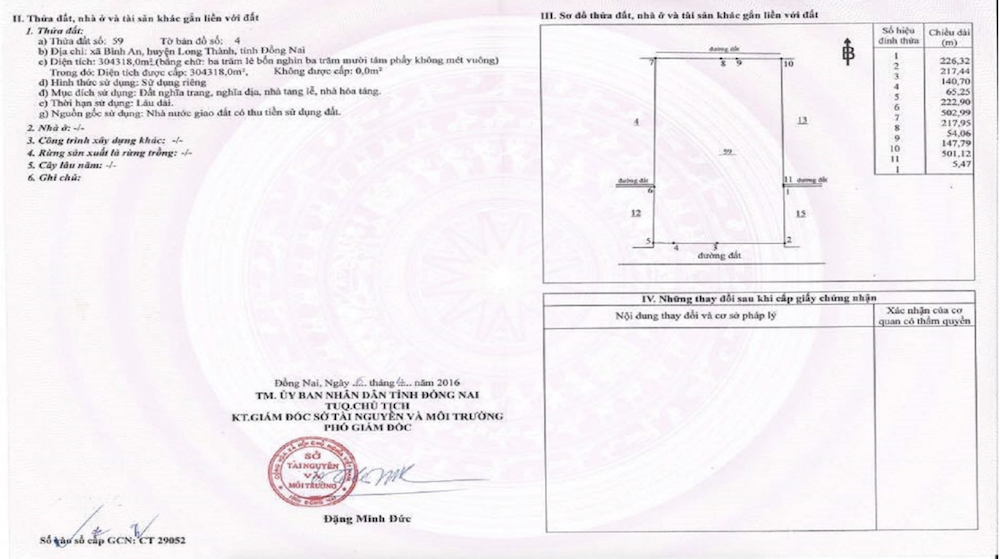 II. Thửa đất, nhà ở và tài sản khác gắn liền với đất
1. Thửa đất:
a) Thửa đất số: 59 Tờ bản đồ số: 4
b) Địa chỉ: xã Bình An, huyện Long Thành, tỉnh Đồng Nai
c) Diện tích: 304318,0m², (bằng chữ: ba trăm lẻ bốn nghìn ba trăm mười tám phẩy không mét vuông)
Trong đó: Diện tích được cấp: 304318,0m², Không được cấp: 0,0m²
d) Hình thức sử dụng: Sử dụng riêng
đ) Mục đích sử dụng: Đất nghĩa trang, nghĩa địa, nhà tang lễ, nhà hỏa táng.
e) Thời hạn sử dụng: Lâu dài.
g) Nguồn gốc sử dụng: Nhà nước giao đất có thu tiền sử dụng đất.
2. Nhà ở: -/-
3. Công trình xây dựng khác: -/-
4. Rừng sản xuất là rừng trồng: -/-
5. Cây lâu năm: -/-
6. Ghi chú:
Đồng Nai, Ngày tháng năm 2016
TM. ỦY BAN NHÂN DÂN TỈNH ĐỒNG NAI
TUQ.CHỦ TỊCH
KT.GIÁM ĐỐC SỞ TÀI NGUYÊN VÀ MÔI TRƯỜNG
PHÓ GIÁM ĐỐC
SỞ
TÀI NGUYÊN
VÀ
MÔI TRƯỜNG
Đặng Minh Đức
Số vào sổ cấp GCN: CT 29052
III. Sơ đồ thửa đất, nhà ở và tài sản khác gắn liền với đất
đường đất
7 8 9 10
B
4
13
99
đường đất
6
11 đường đất
1
12
15
5 4 3 2
đường đất
Số hiệu đỉnh thửa
Chiều dài (m)
1
226,32
2
217,44
3
140,70
4
65,25
5
222,90
6
502,99
7
217,95
8
54,06
9
147,79
10
501,12
11
5,47
1
IV. Những thay đổi sau khi cấp giấy chứng nhận
Nội dung thay đổi và cơ sở pháp lý
Xác nhận của cơ
quan có thẩm quyền